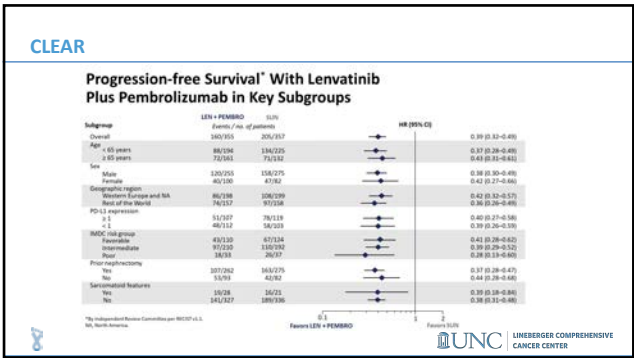 CLEAR
Progression-free Survival* With Lenvatinib
Plus Pembrolizumab in Key Subgroups
LEN + PEMBRO SUN
Subgroup Events / no. of patients HR (95% CI)
Overall 160/355 205/357 0.39 (0.32–0.49)
Age
< 65 years 88/194 134/225 0.37 (0.28–0.49)
≥ 65 years 72/161 71/132 0.43 (0.31–0.61)
Sex
Male 120/255 158/275 0.38 (0.30–0.49)
Female 40/100 47/82 0.42 (0.27–0.66)
Geographic region
Western Europe and NA 86/198 108/199 0.42 (0.32–0.57)
Rest of the World 74/157 97/158 0.36 (0.26–0.49)
PD-L1 expression
≥ 1 51/107 78/119 0.40 (0.27–0.58)
< 1 48/112 58/103 0.39 (0.26–0.59)
IMDC risk group
Favorable 43/110 67/124 0.41 (0.28–0.62)
Intermediate 97/210 110/192 0.39 (0.29–0.52)
Poor 18/33 26/37 0.28 (0.13–0.60)
Prior nephrectomy
Yes 107/262 163/275 0.37 (0.28–0.47)
No 53/93 42/82 0.44 (0.28–0.68)
Sarcomatoid features
Yes 19/28 16/21 0.39 (0.18–0.84)
No 141/327 189/336 0.38 (0.31–0.48)
0.1 1 2
Favors LEN + PEMBRO Favors SUN
*By Independent Review Committee per RECIST v1.1.
NA, North America.
UNC LINEBERGER COMPREHENSIVE
CANCER CENTER